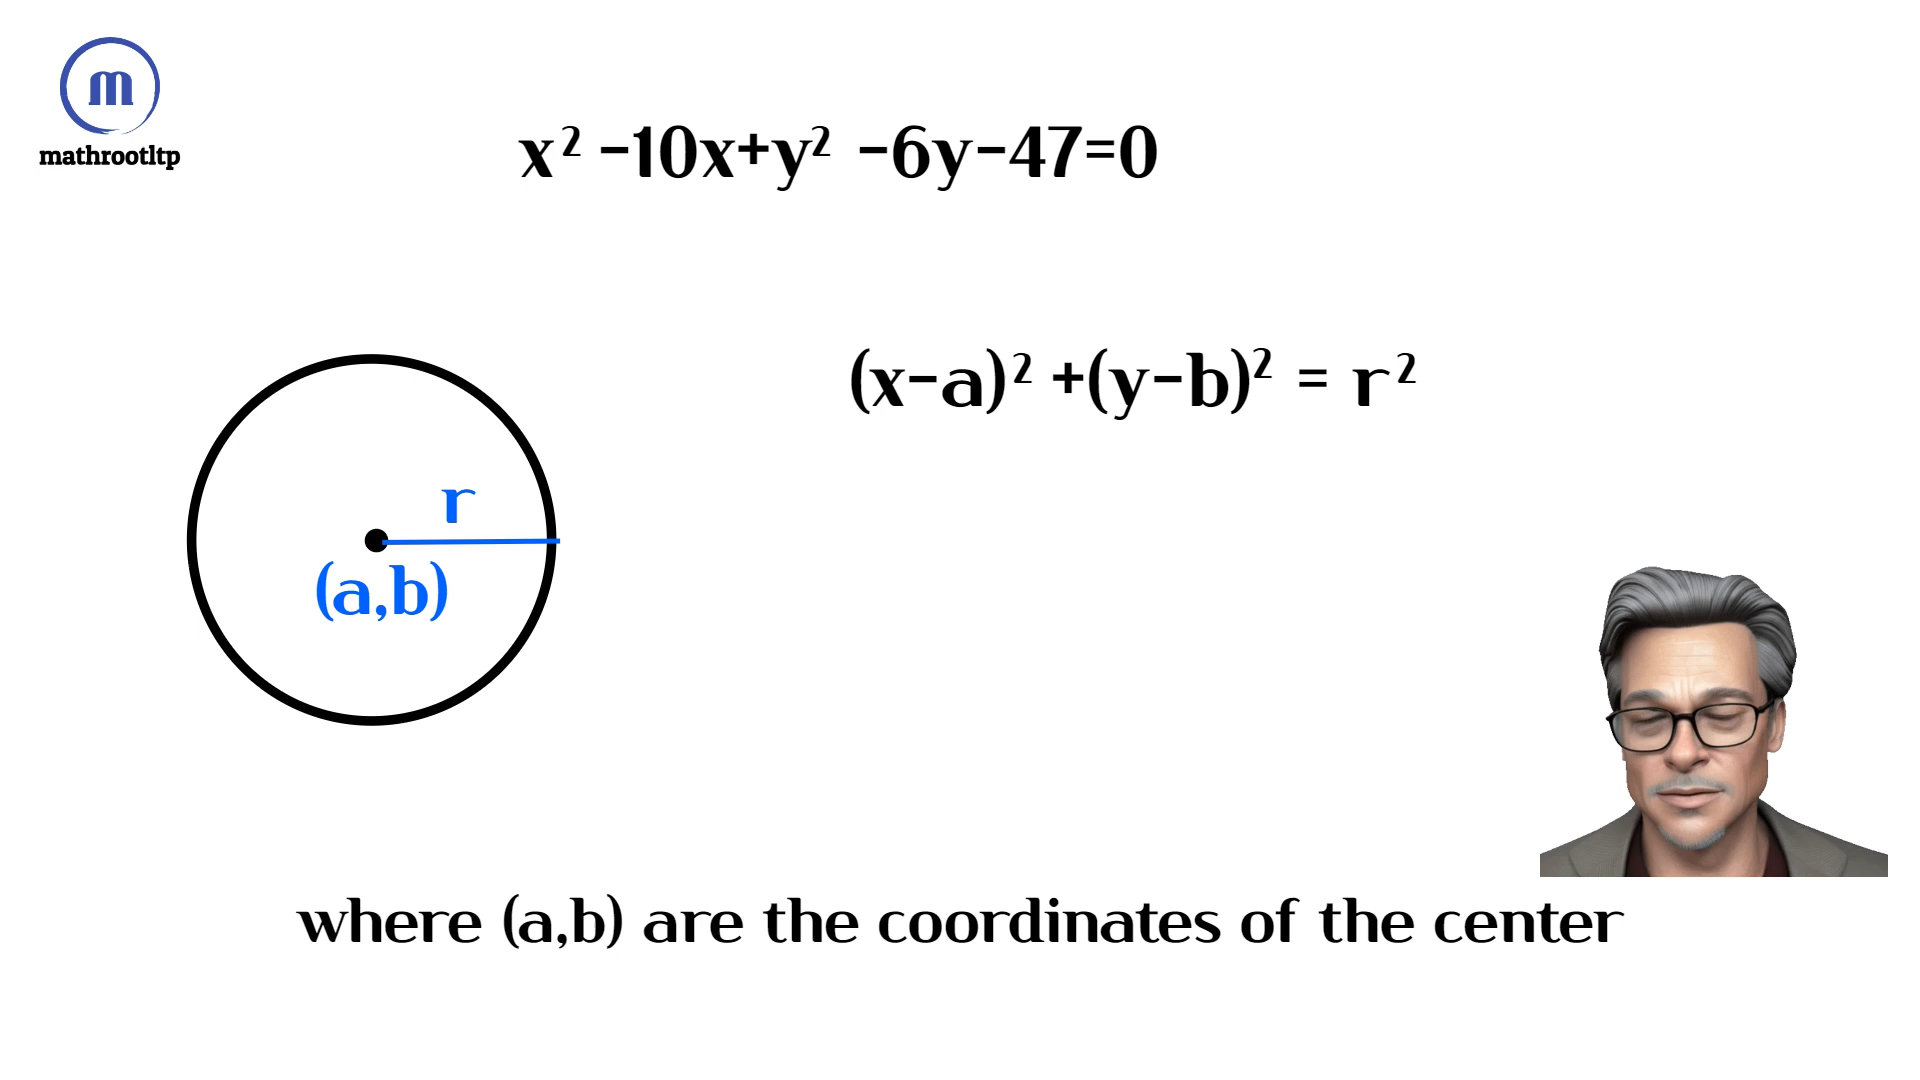 m
mathrootltp
x² -10x+y² -6y-47=0
(x-a)² +(y-b)² = r²
r
(a,b)
where (a,b) are the coordinates of the center